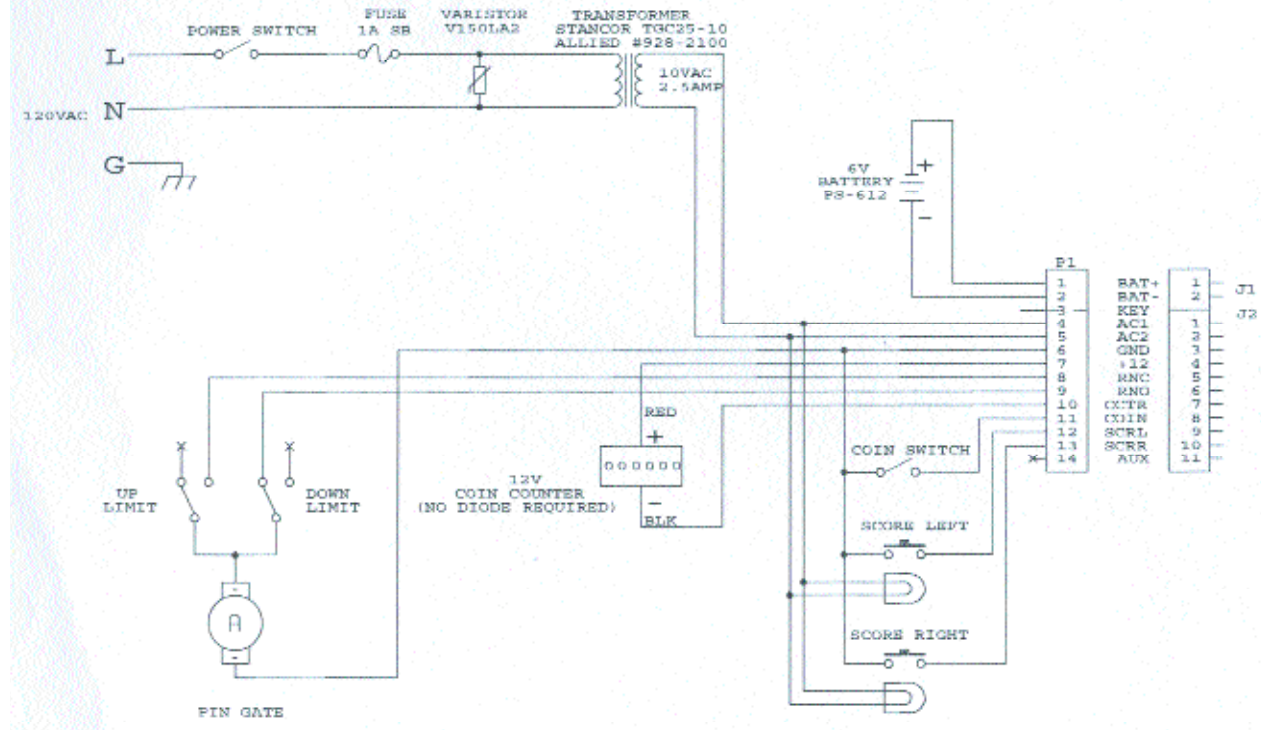 POWER SWITCH
FUSE
1A SB
VARISTOR
V150LA2
TRANSFORMER
STANCOR TGC25-10
ALLIED #928-2100
L
10VAC
2.5AMP
120VAC
N
G
6V
BATTERY
PS-612
+
-
P1
1 BAT+ 1 J1
2 BAT- 2
3 KEY J2
4 AC1 1
5 AC2 2
6 GND 3
7 +12 4
8 RNC 5
9 RNO 6
10 CCTR 7
11 COIN 8
12 SCRL 9
13 SCRR 10
14 AUX 11
RED
+
000000
12V
COIN COUNTER
(NO DIODE REQUIRED)
-
BLK
COIN SWITCH
UP
LIMIT
DOWN
LIMIT
SCORE LEFT
-
A
-
SCORE RIGHT
PIN GATE